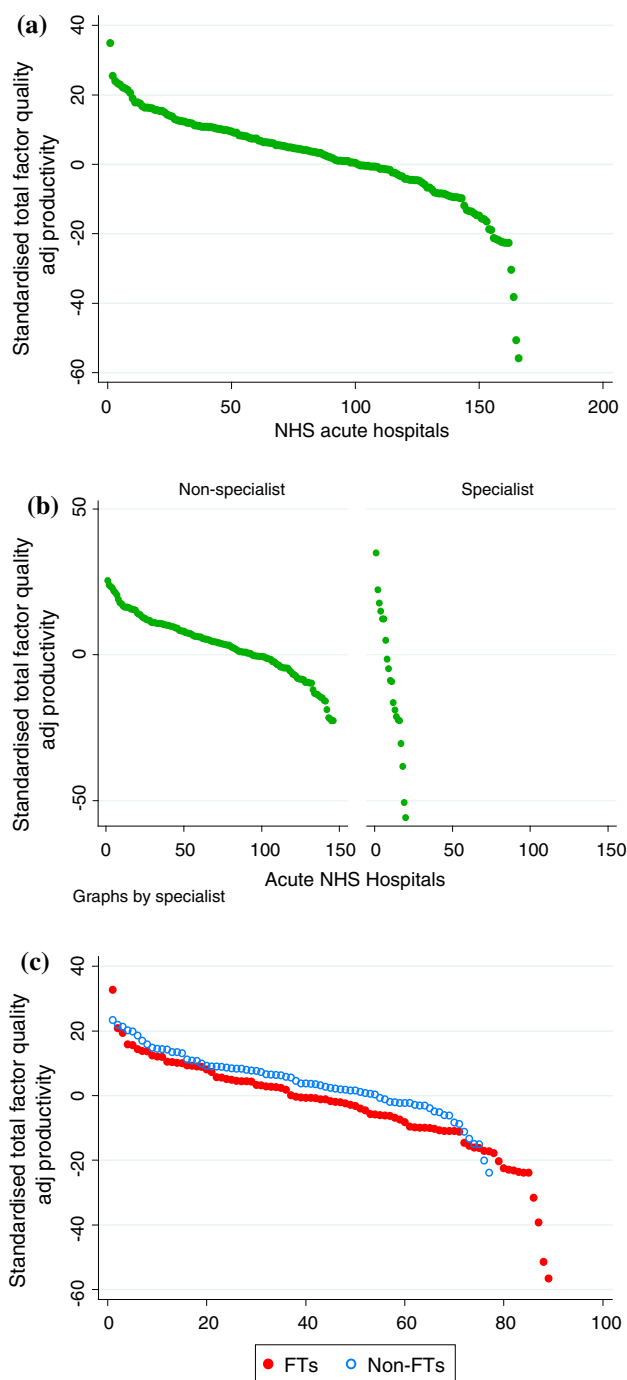 (a)
Standardised total factor quality
adj productivity
40
20
0
-20
-40
-60
0 50 100 150 200
NHS acute hospitals
(b)
Non-specialist Specialist
Standardised total factor quality
adj productivity
50
0
-50
0 50 100 150 0 50 100 150
Acute NHS Hospitals
Graphs by specialist
(c)
Standardised total factor quality
adj productivity
40
20
0
-20
-40
-60
0 20 40 60 80 100
FTs Non-FTs